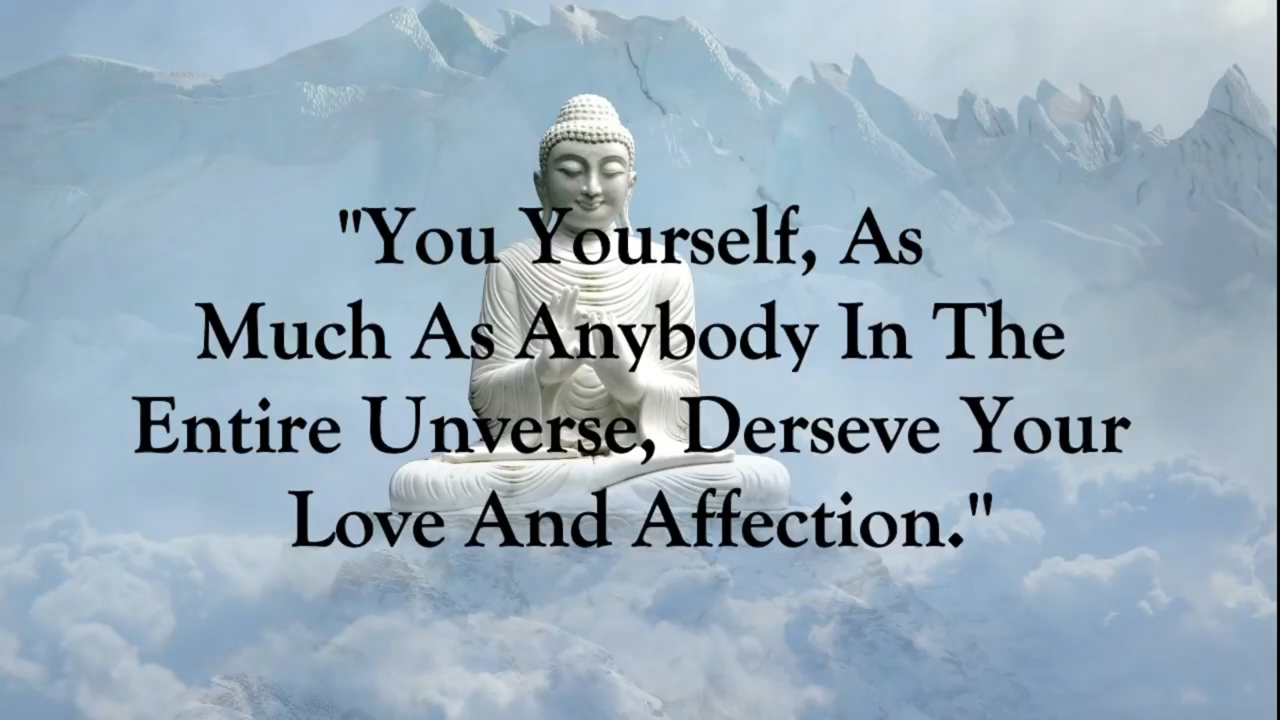 "You Yourself, As
Much As Anybody In The
Entire Unverse, Derseve Your
Love And Affection."